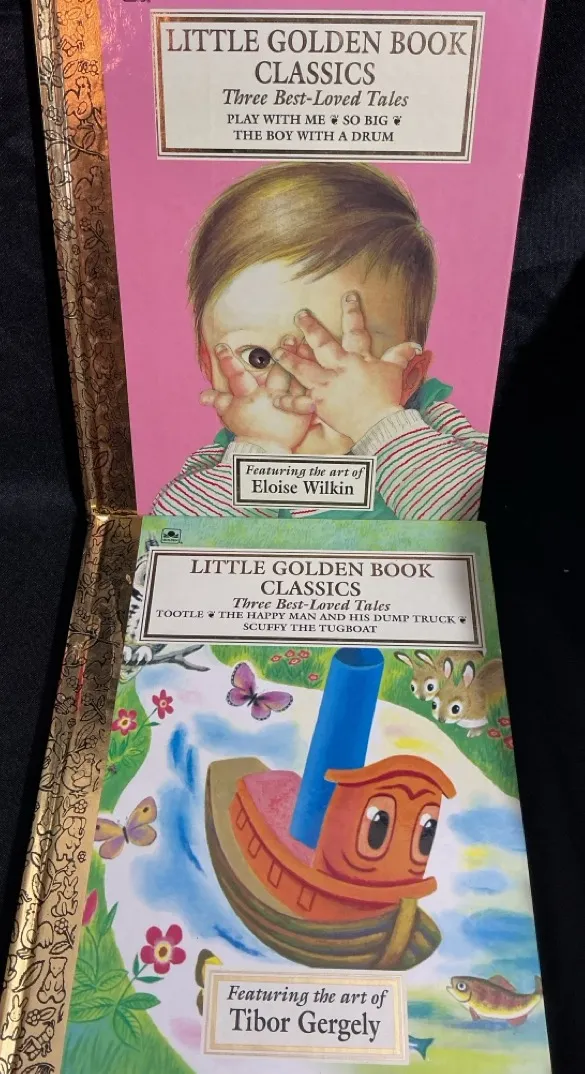 LITTLE GOLDEN BOOK
CLASSICS
Three Best-Loved Tales
PLAY WITH ME ❦ SO BIG ❦
THE BOY WITH A DRUM
Featuring the art of
Eloise Wilkin
LITTLE GOLDEN BOOK
CLASSICS
Three Best-Loved Tales
TOOTLE ❦ THE HAPPY MAN AND HIS DUMP TRUCK ❦
SCUFFY THE TUGBOAT
Featuring the art of
Tibor Gergely